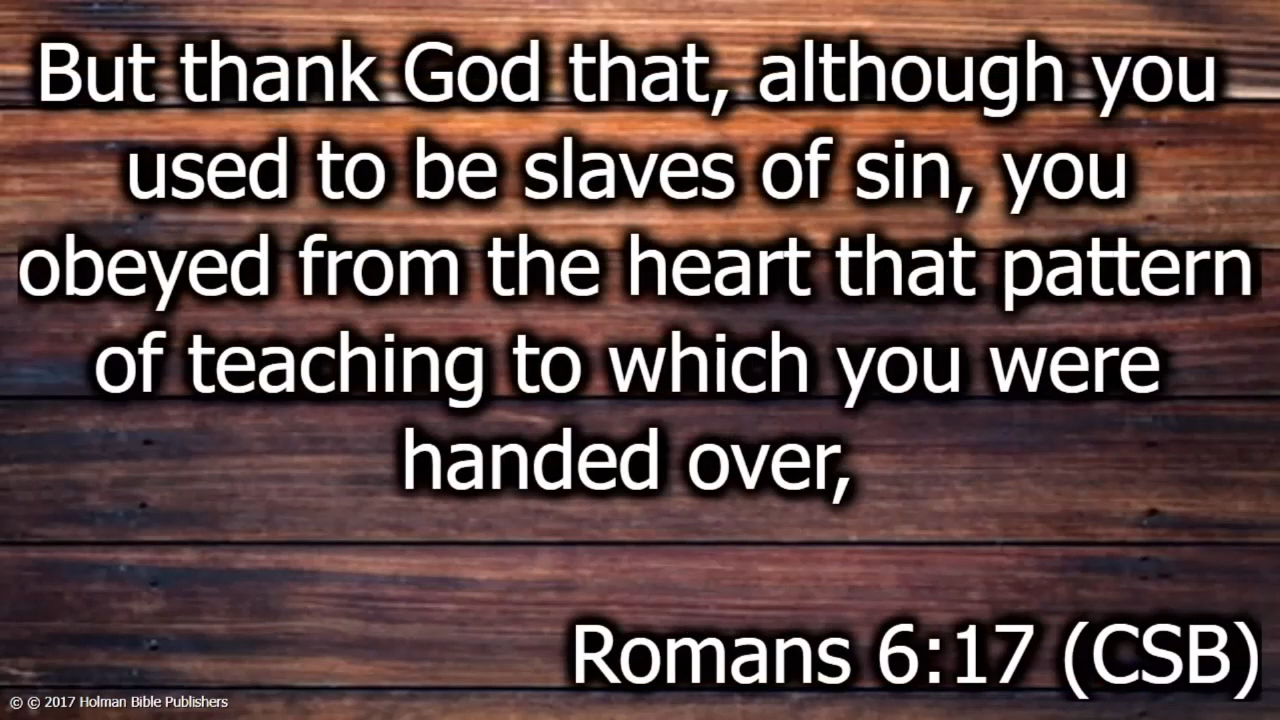 But thank God that, although you
used to be slaves of sin, you
obeyed from the heart that pattern
of teaching to which you were
handed over,
Romans 6:17 (CSB)
© © 2017 Holman Bible Publishers